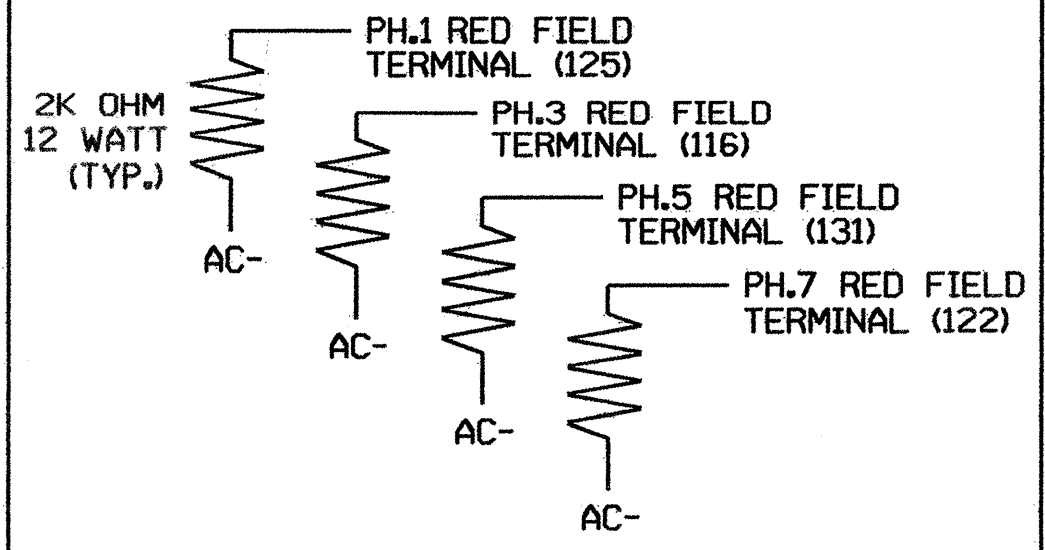 PH.1 RED FIELD
TERMINAL (125)
2K OHM
12 WATT
(TYP.)
AC-
PH.3 RED FIELD
TERMINAL (116)
AC-
PH.5 RED FIELD
TERMINAL (131)
AC-
PH.7 RED FIELD
TERMINAL (122)
AC-